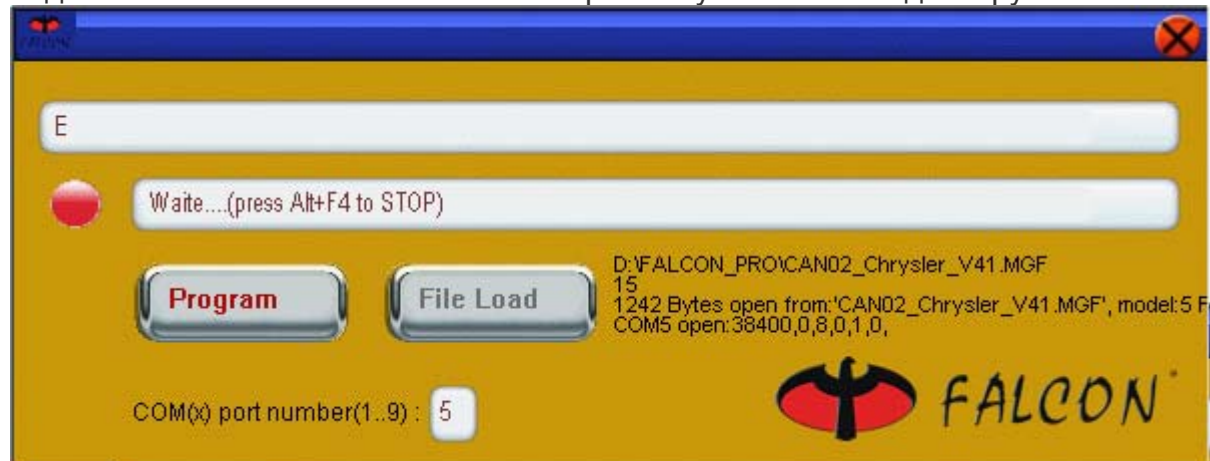 E
Waite....(press Alt+F4 to STOP)
Program
File Load
D:\FALCON_PRO\CAN02_Chrysler_V41.MGF
15
1242 Bytes open from:'CAN02_Chrysler_V41.MGF', model:5
COM5 open:38400,0,8,0,1,0,
COM(x) port number(1..9) : 5
FALCON